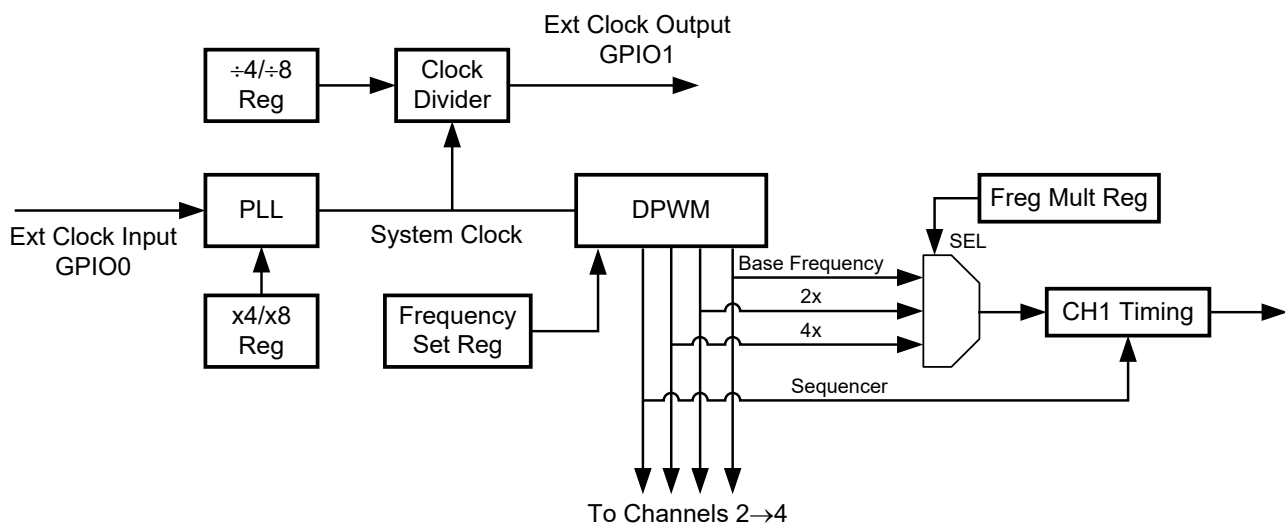 Ext Clock Output
GPIO1
÷4/÷8
Reg
Clock
Divider
PLL
DPWM
Freg Mult Reg
Ext Clock Input
GPIO0
System Clock
SEL
Base Frequency
x4/x8
Reg
Frequency
Set Reg
2x
CH1 Timing
4x
Sequencer
To Channels 2→4